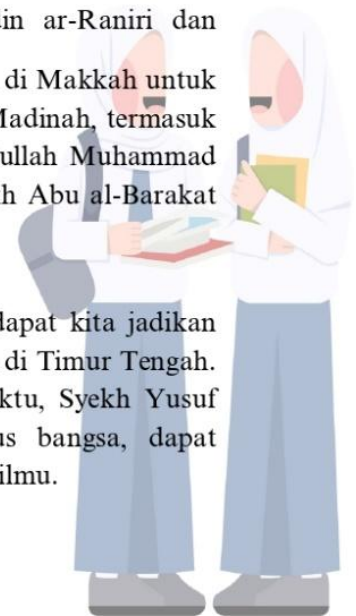 din ar-Raniri dan
di Makkah untuk
Madinah, termasuk
ullah Muhammad
h Abu al-Barakat
dapat kita jadikan
di Timur Tengah.
ktu, Syekh Yusuf
us bangsa, dapat
ilmu.